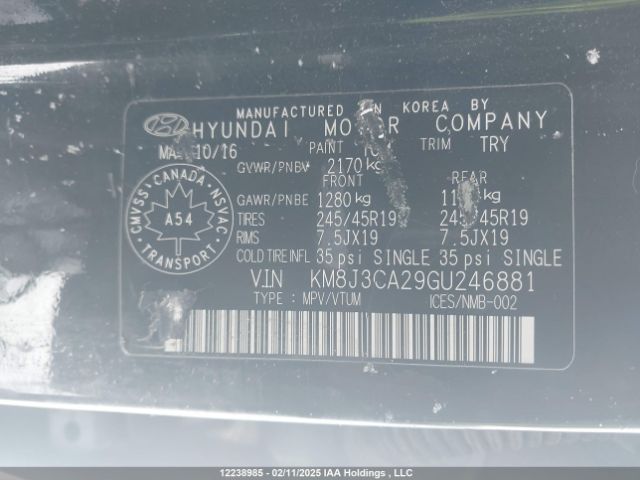 MANUFACTURED IN KOREA BY
HYUNDAI MOTOR COMPANY
10/16 PAINT TRIM TRY
GVWR/PNBV 2170 kg
FRONT REAR
GAWR/PNBE 1280 kg kg
TIRES 245/45R19 245/45R19
RIMS 7.5JX19 7.5JX19
COLD TIRE INFL 35 psi SINGLE 35 psi SINGLE
VIN KM8J3CA29GU246881
TYPE : MPV/VTUM ICES/NMB-002
CMVSS CANADA NSVAC
A54
TRANSPORT
12238985 - 02/11/2025 IAA Holdings , LLC